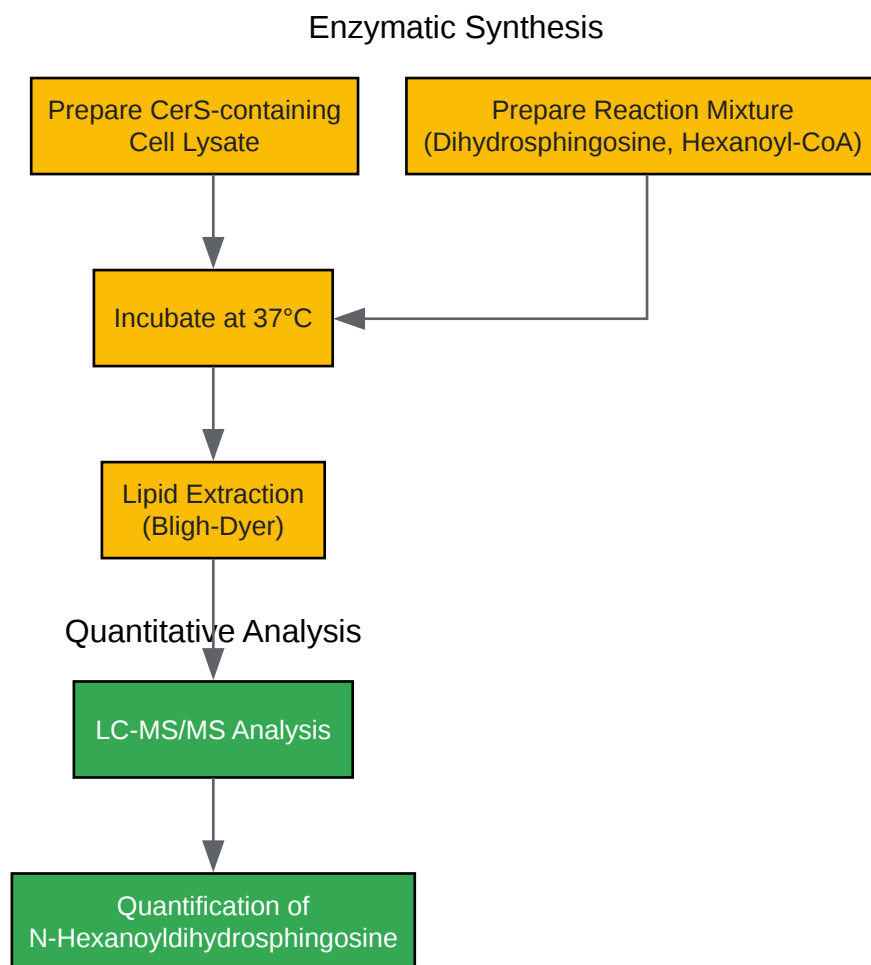 Enzymatic Synthesis
Prepare CerS-containing
Cell Lysate
Prepare Reaction Mixture
(Dihydrosphingosine, Hexanoyl-CoA)
Incubate at 37°C
Lipid Extraction
(Bligh-Dyer)
Quantitative Analysis
LC-MS/MS Analysis
Quantification of
N-Hexanoyldihydrosphingosine